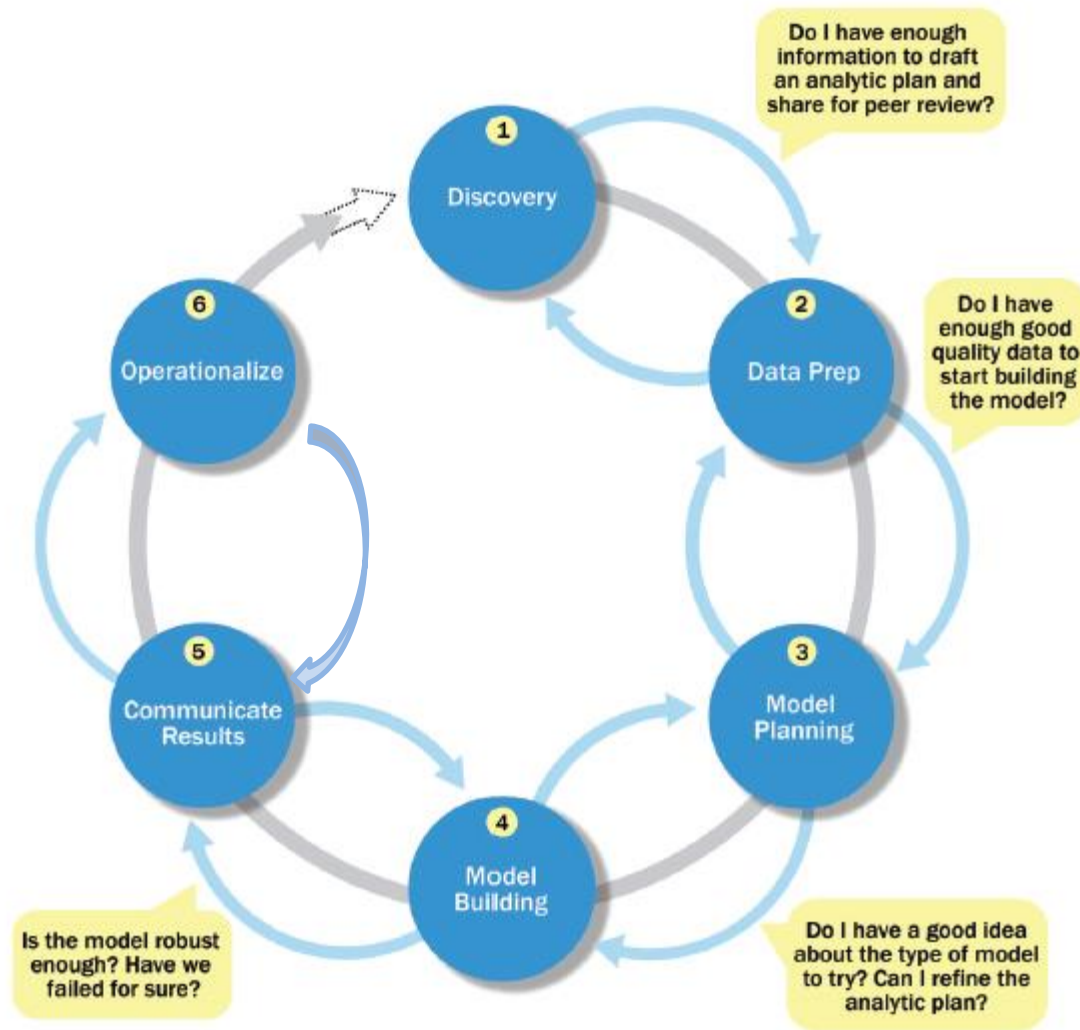 Do I have enough
information to draft
an analytic plan and
share for peer review?
1
Discovery
2
Data Prep
Do I have
enough good
quality data to
start building
the model?
3
Model
Planning
Do I have a good idea
about the type of model
to try? Can I refine the
analytic plan?
4
Model
Building
Is the model robust
enough? Have we
failed for sure?
5
Communicate
Results
6
Operationalize